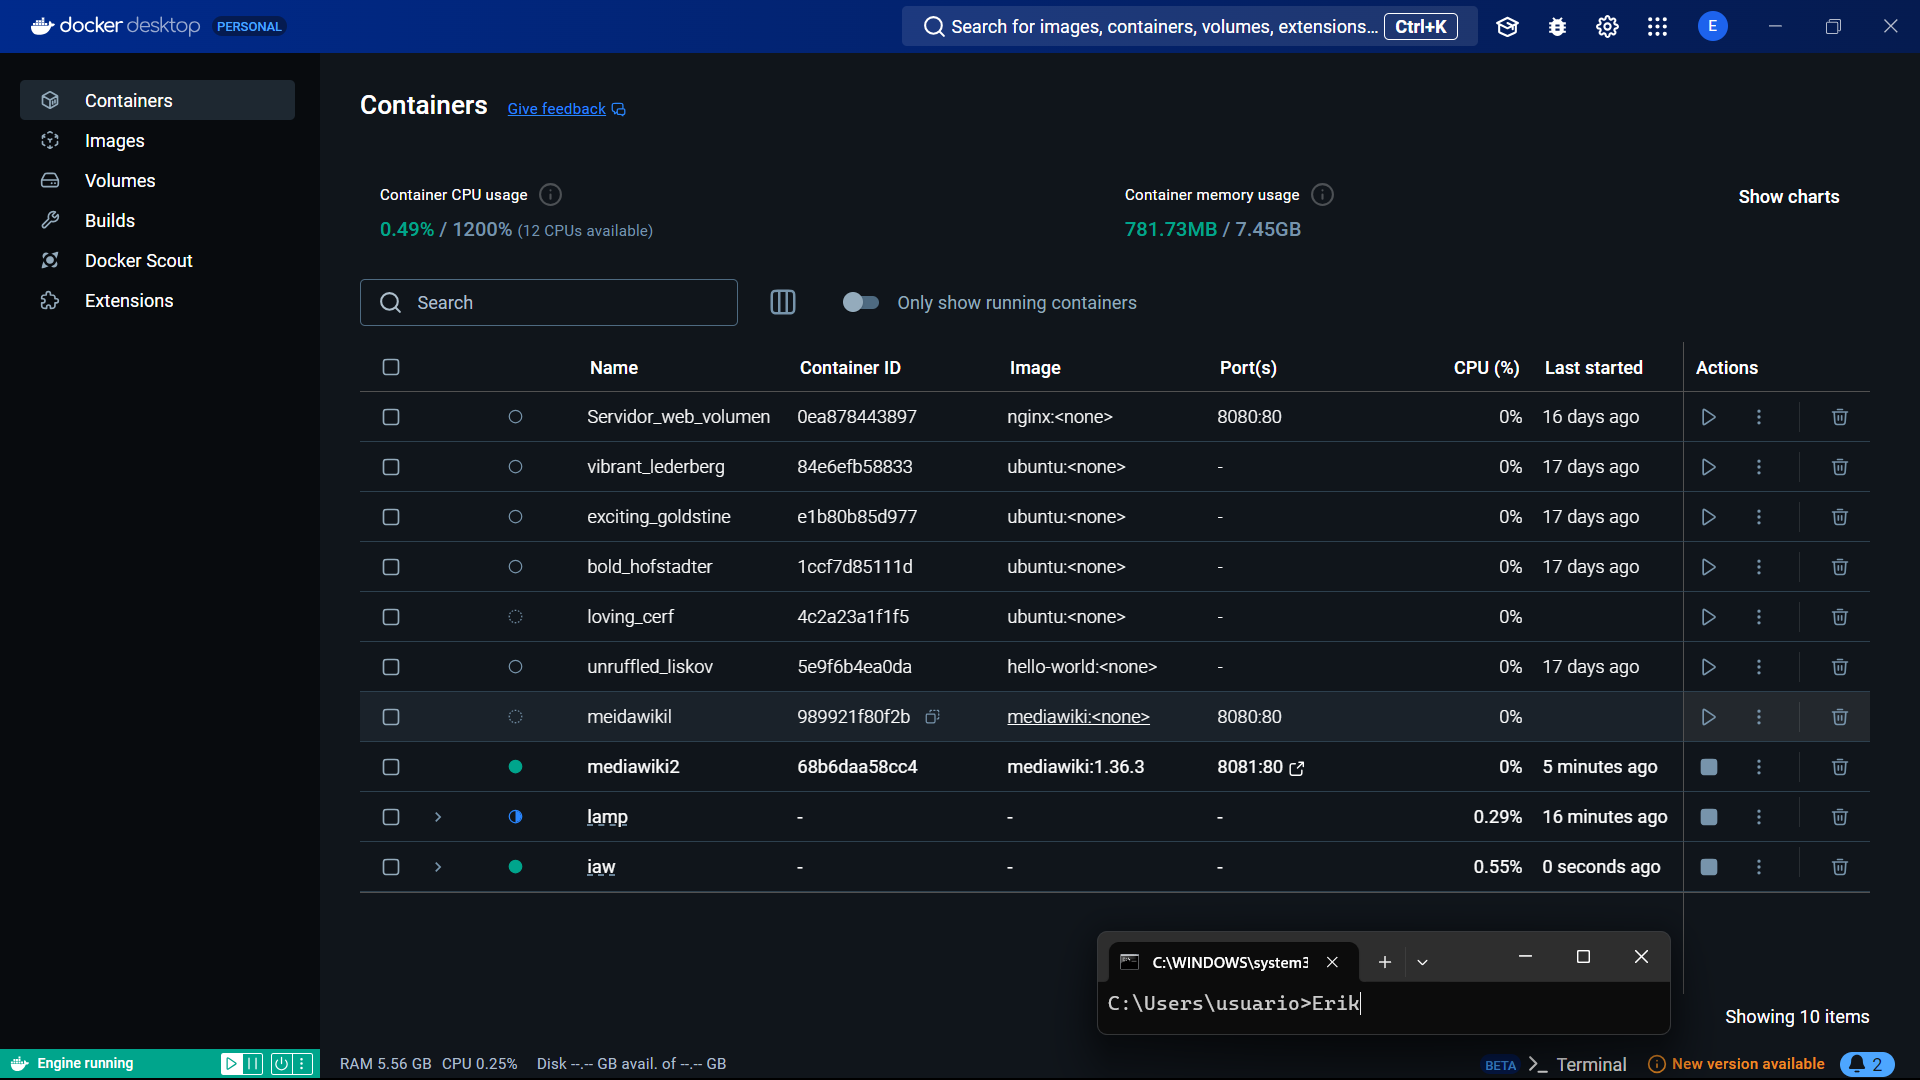 docker desktop PERSONAL
Search for images, containers, volumes, extensions... Ctrl+K
E
Containers
Images
Volumes
Builds
Docker Scout
Extensions
Containers Give feedback
Container CPU usage
0.49% / 1200% (12 CPUs available)
Container memory usage
781.73MB / 7.45GB
Show charts
Search
Only show running containers
Name Container ID Image Port(s) CPU (%) Last started Actions
Servidor_web_volumen 0ea878443897 nginx:<none> 8080:80 0% 16 days ago
vibrant_lederberg 84e6efb58833 ubuntu:<none> - 0% 17 days ago
exciting_goldstine e1b80b85d977 ubuntu:<none> - 0% 17 days ago
bold_hofstadter 1ccf7d85111d ubuntu:<none> - 0% 17 days ago
loving_cerf 4c2a23a1f1f5 ubuntu:<none> - 0%
unruffled_liskov 5e9f6b4ea0da hello-world:<none> - 0% 17 days ago
meidawikil 989921f80f2b mediawiki:<none> 8080:80 0%
mediawiki2 68b6daa58cc4 mediawiki:1.36.3 8081:80 0% 5 minutes ago
lamp - - - 0.29% 16 minutes ago
iaw - - - 0.55% 0 seconds ago
C:\WINDOWS\system3
C:\Users\usuario>Erik
Showing 10 items
Engine running
RAM 5.56 GB CPU 0.25% Disk --.-- GB avail. of --.-- GB
BETA >_ Terminal
New version available
2